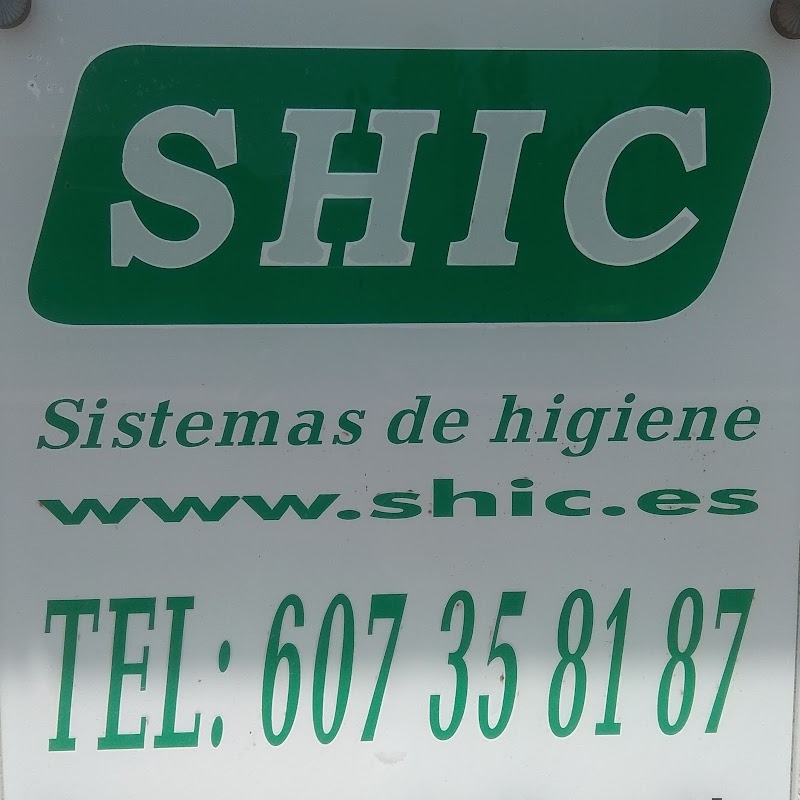 SHIC
Sistemas de higiene
www.shic.es
TEL: 607 35 81 87